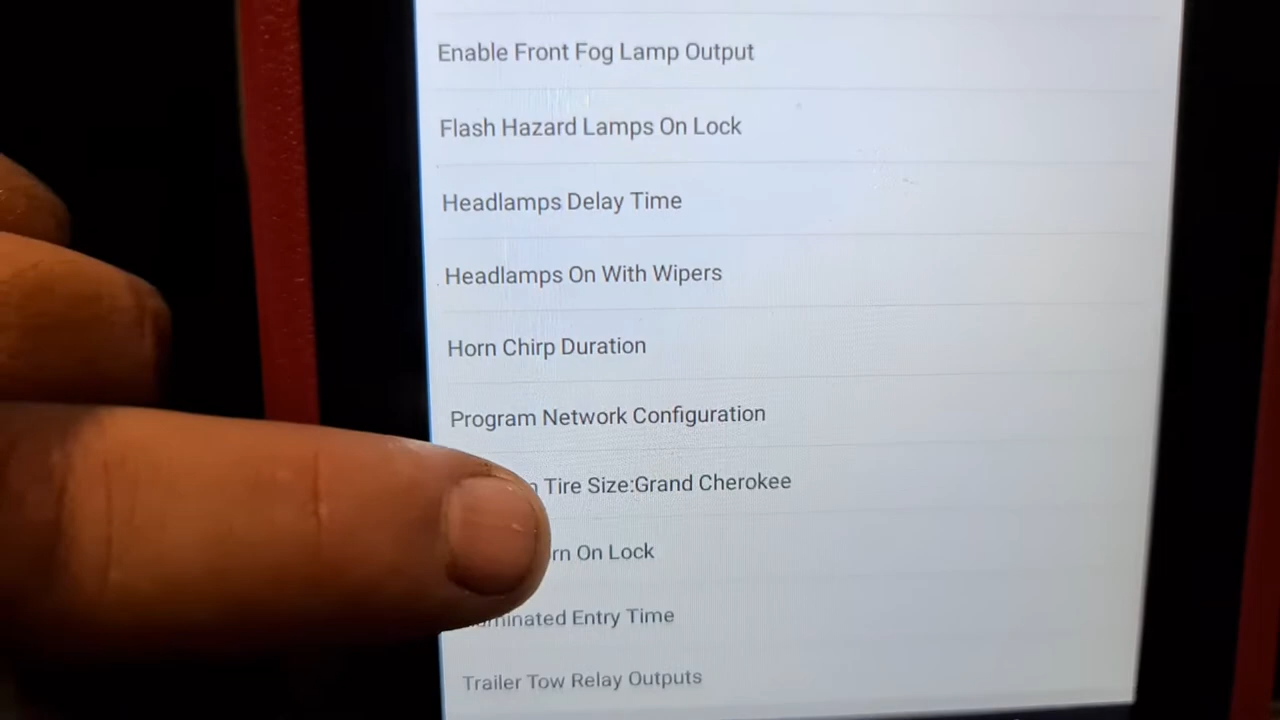 Enable Front Fog Lamp Output
Flash Hazard Lamps On Lock
Headlamps Delay Time
Headlamps On With Wipers
Horn Chirp Duration
Program Network Configuration
Tire Size:Grand Cherokee
On Lock
Entry Time
Trailer Tow Relay Outputs